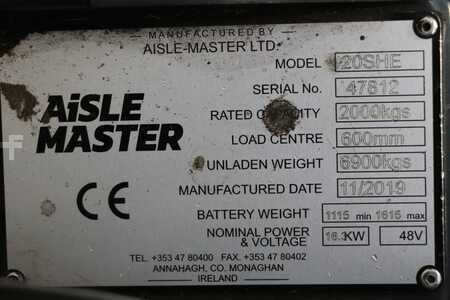 MANUFACTURED BY
AISLE-MASTER LTD.
MODEL 20SHE
SERIAL No. 47812
RATED CAPACITY 2000kgs
LOAD CENTRE 600mm
UNLADEN WEIGHT 6900kgs
MANUFACTURED DATE 11/2019
BATTERY WEIGHT 1115 min 1615 max
NOMINAL POWER & VOLTAGE 16.3KW 48V
AiSLE
MASTER
CE
TEL. +353 47 80400 FAX. +353 47 80402
ANNAHAGH, CO. MONAGHAN
IRELAND